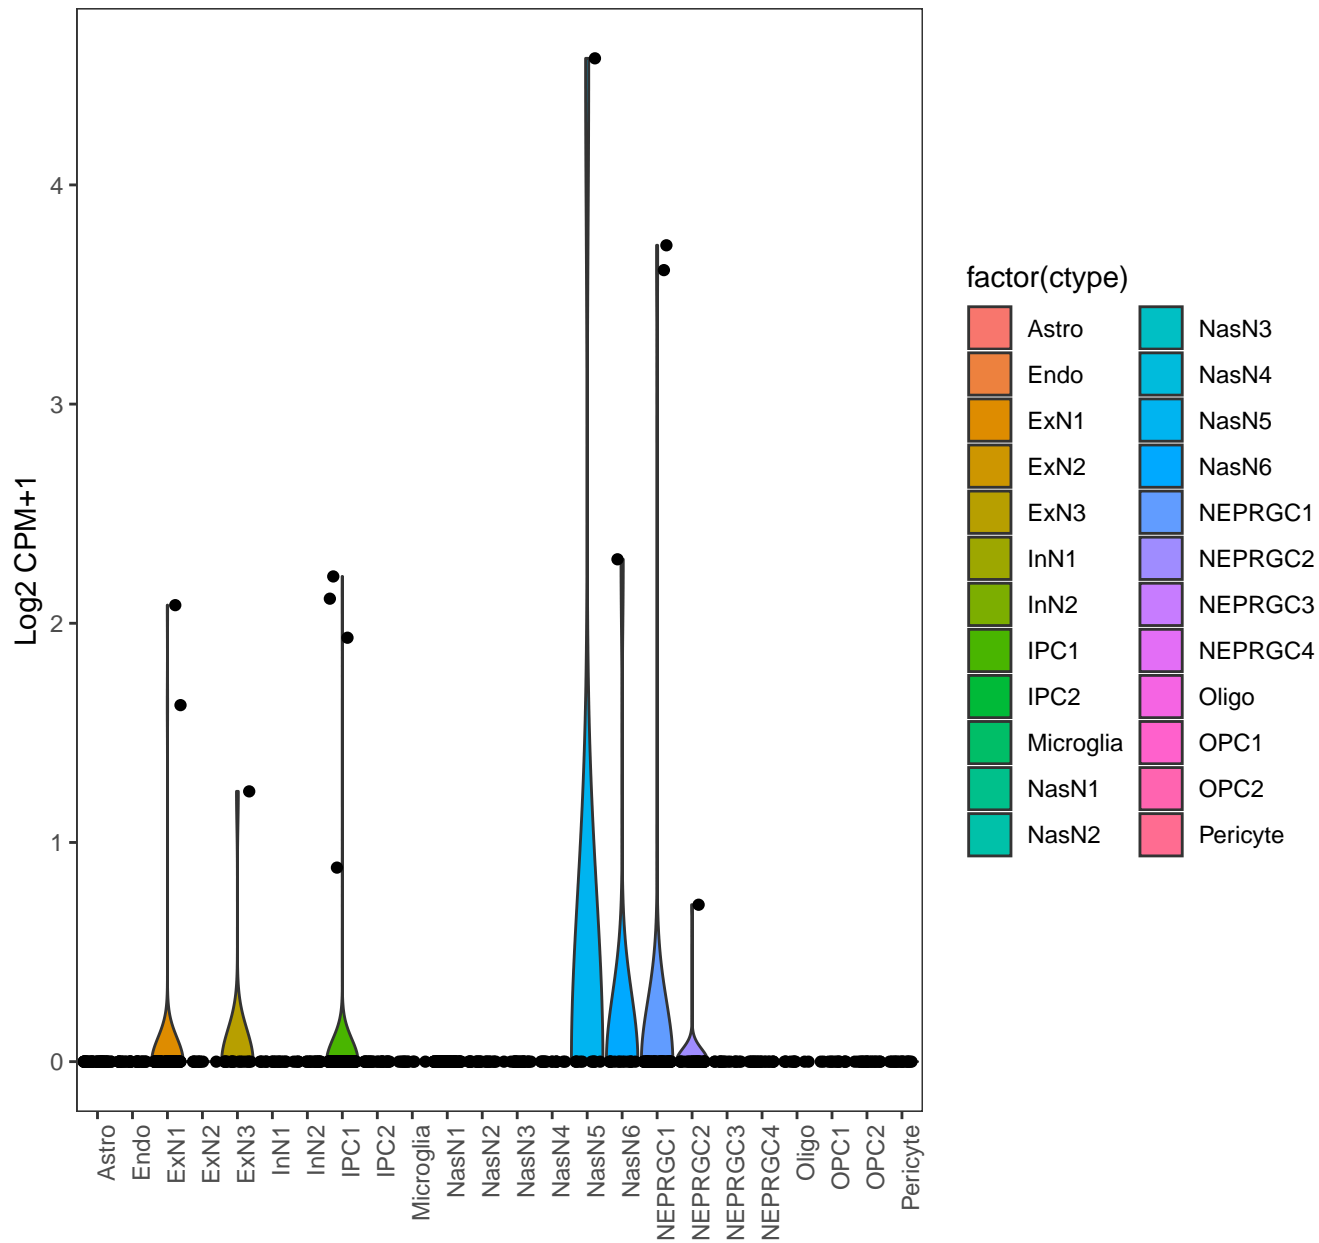 Log2 CPM+1
4
3
2
1
0
Astro
Endo
ExN1
ExN2
ExN3
InN1
InN2
IPC1
IPC2
Microglia
NasN1
NasN2
NasN3
NasN4
NasN5
NasN6
NEPRGC1
NEPRGC2
NEPRGC3
NEPRGC4
Oligo
OPC1
OPC2
Pericyte
factor(ctype)
Astro
Endo
ExN1
ExN2
ExN3
InN1
InN2
IPC1
IPC2
Microglia
NasN1
NasN2
NasN3
NasN4
NasN5
NasN6
NEPRGC1
NEPRGC2
NEPRGC3
NEPRGC4
Oligo
OPC1
OPC2
Pericyte